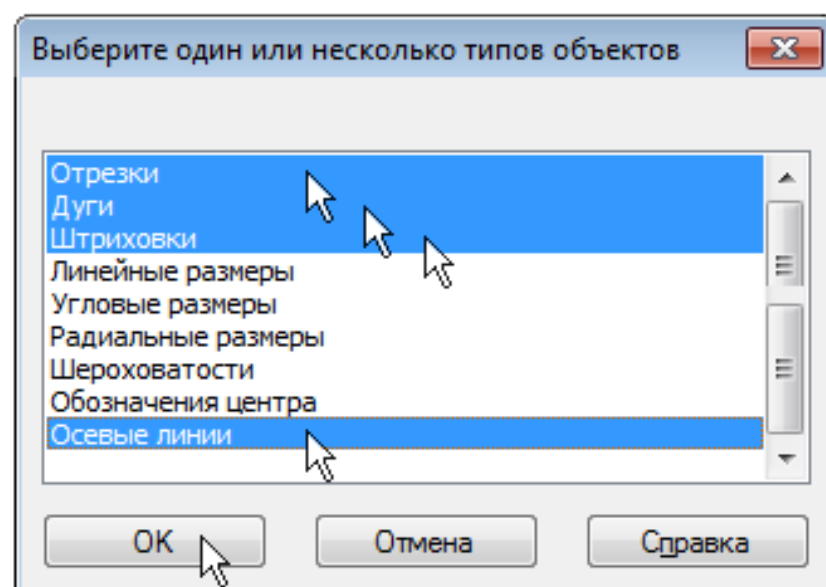 Выберите один или несколько типов объектов
Отрезки
Дуги
Штриховки
Линейные размеры
Угловые размеры
Радиальные размеры
Шероховатости
Обозначения центра
Осевые линии
OK Отмена Справка